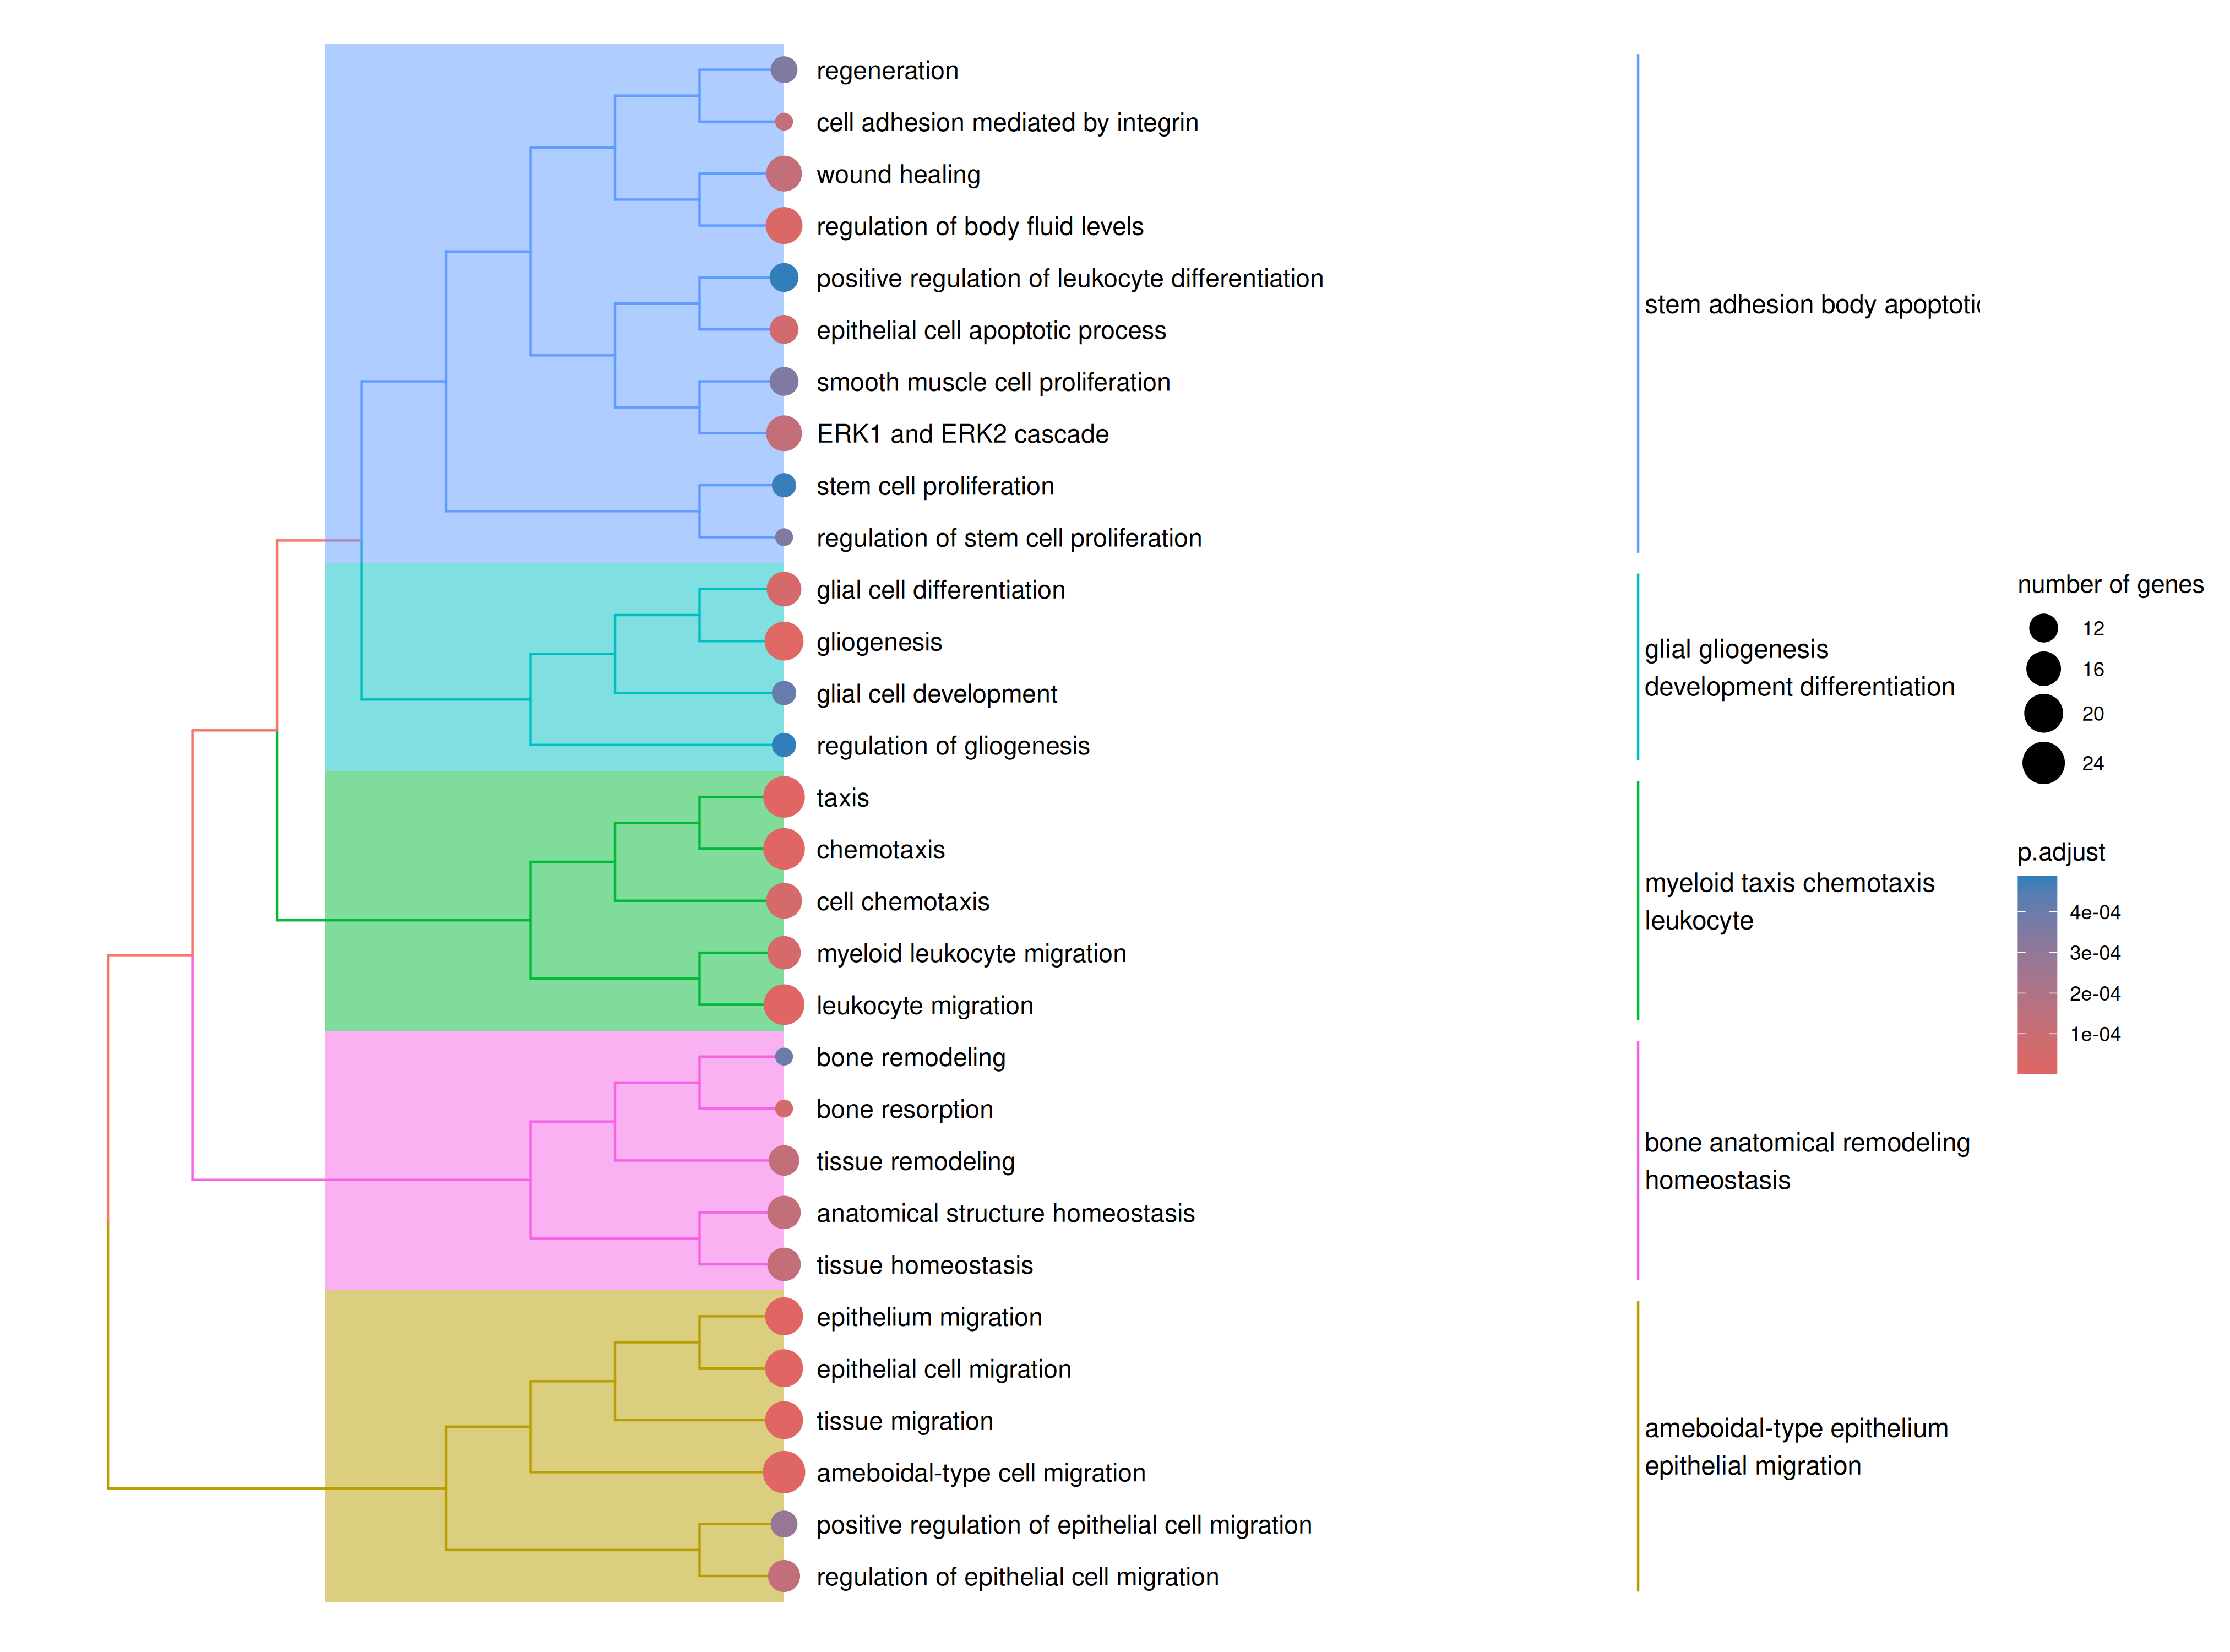 regeneration
cell adhesion mediated by integrin
wound healing
regulation of body fluid levels
positive regulation of leukocyte differentiation
epithelial cell apoptotic process
smooth muscle cell proliferation
ERK1 and ERK2 cascade
stem cell proliferation
regulation of stem cell proliferation
glial cell differentiation
gliogenesis
glial cell development
regulation of gliogenesis
taxis
chemotaxis
cell chemotaxis
myeloid leukocyte migration
leukocyte migration
bone remodeling
bone resorption
tissue remodeling
anatomical structure homeostasis
tissue homeostasis
epithelium migration
epithelial cell migration
tissue migration
ameboidal-type cell migration
positive regulation of epithelial cell migration
regulation of epithelial cell migration
stem adhesion body
glial gliogenesis
development differentiation
myeloid taxis chemotaxis
leukocyte
bone anatomical remodeling
homeostasis
ameboidal-type epithelium
epithelial migration
number of genes
12
16
20
24
p.adjust
4e-04
3e-04
2e-04
1e-04